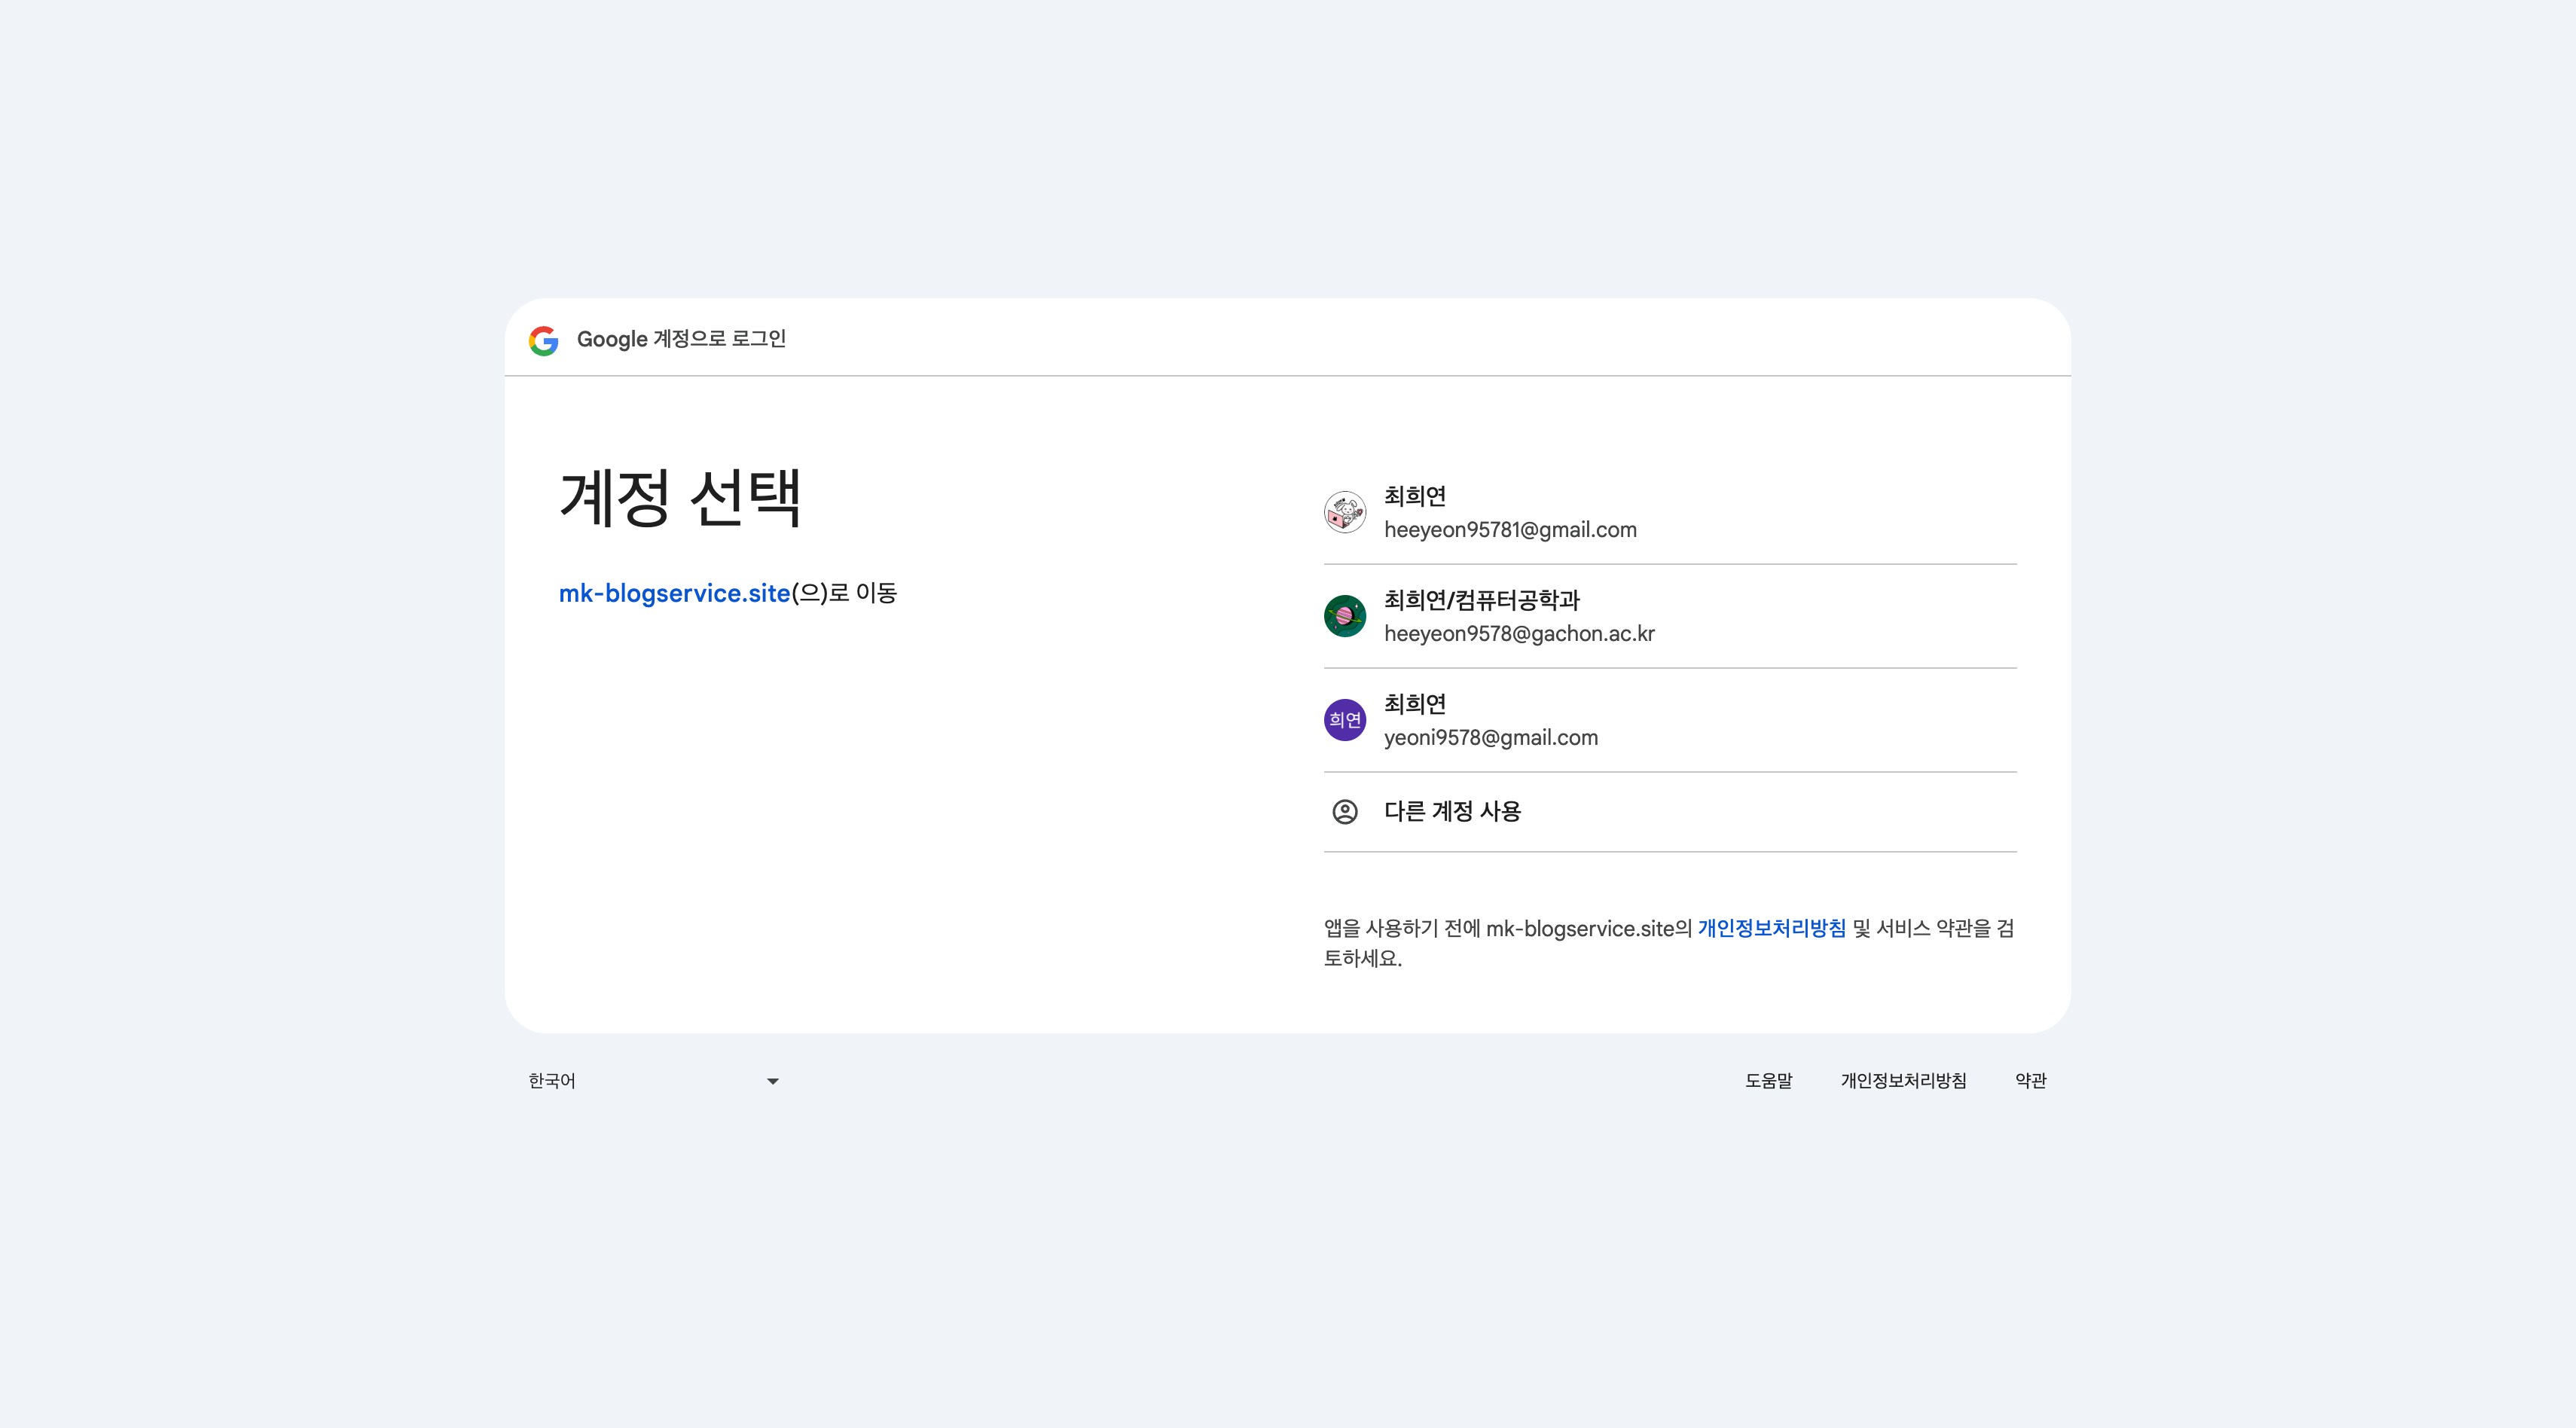 Google 계정으로 로그인
계정 선택
mk-blogservice.site(으)로 이동
최희연
heeyeon95781@gmail.com
최희연/컴퓨터공학과
heeyeon9578@gachon.ac.kr
희연
최희연
yeoni9578@gmail.com
다른 계정 사용
앱을 사용하기 전에 mk-blogservice.site의 개인정보처리방침 및 서비스 약관을 검
토하세요.
한국어
도움말 개인정보처리방침 약관